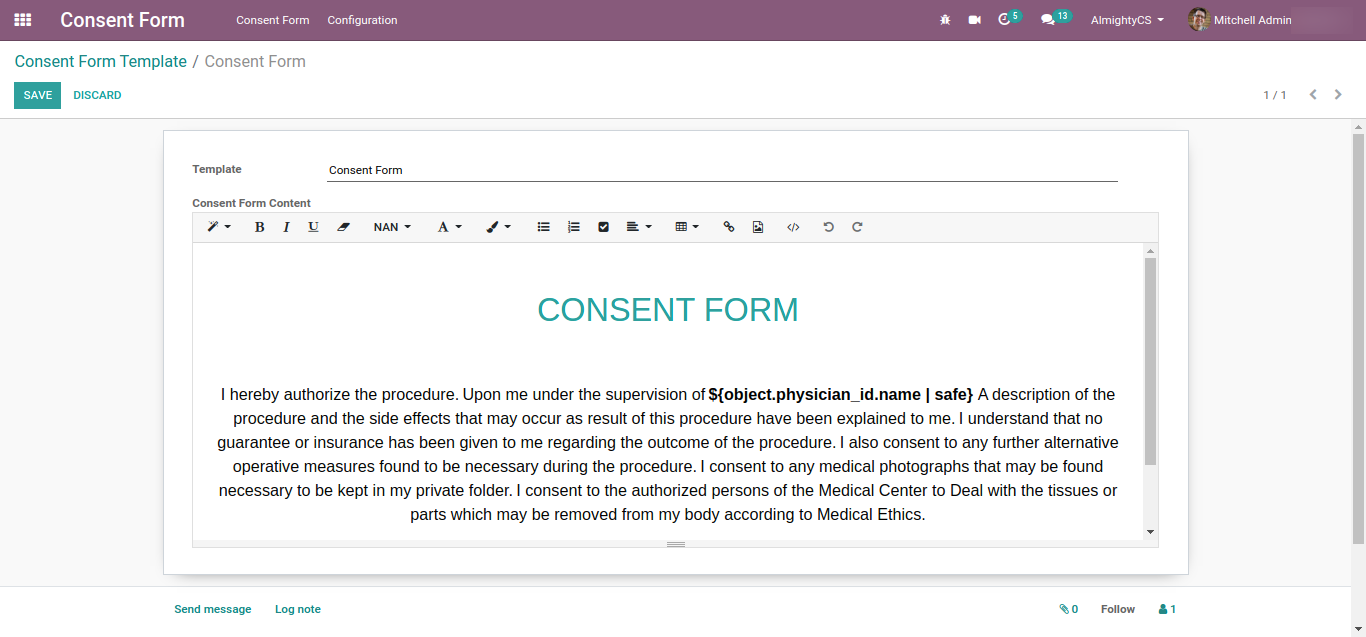 Consent Form
Consent Form Configuration
5 13 AlmightyCS Mitchell Admin
Consent Form Template / Consent Form
SAVE DISCARD
1 / 1
Template Consent Form
Consent Form Content
B I U NAN A
CONSENT FORM
I hereby authorize the procedure. Upon me under the supervision of ${object.physician_id.name | safe} A description of the
procedure and the side effects that may occur as result of this procedure have been explained to me. I understand that no
guarantee or insurance has been given to me regarding the outcome of the procedure. I also consent to any further alternative
operative measures found to be necessary during the procedure. I consent to any medical photographs that may be found
necessary to be kept in my private folder. I consent to the authorized persons of the Medical Center to Deal with the tissues or
parts which may be removed from my body according to Medical Ethics.
Send message Log note
0 Follow 1